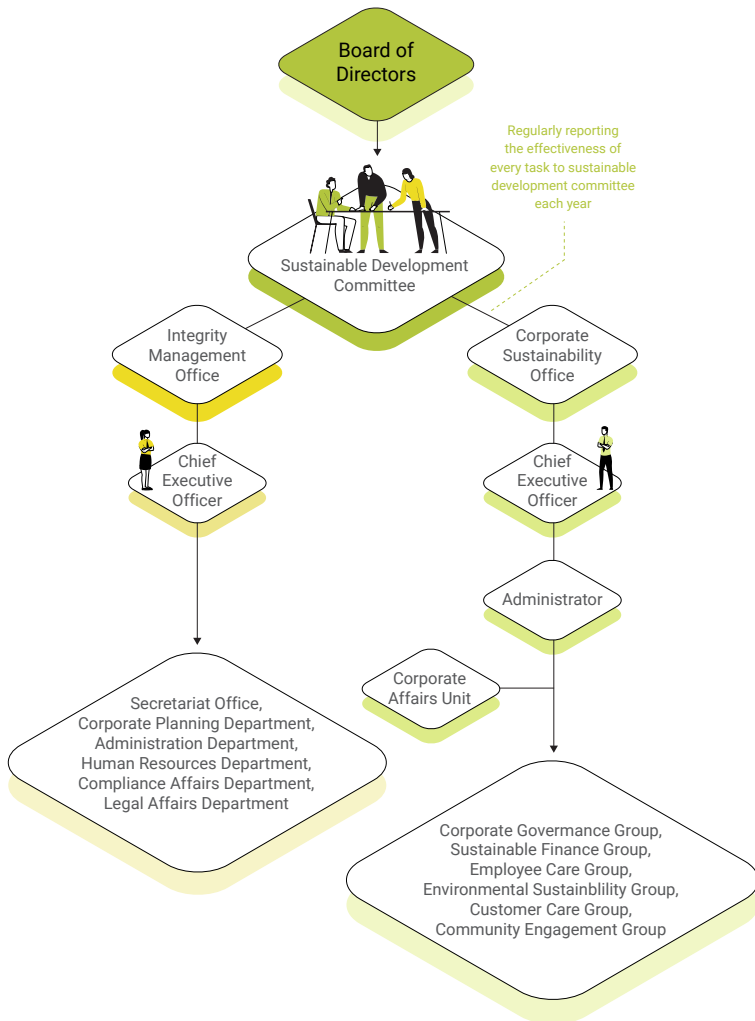 Board of
Directors
Regularly reporting
the effectiveness of
every task to sustainable
development committee
each year
Sustainable Development
Committee
Integrity
Management
Office
Corporate
Sustainability
Office
Chief
Executive
Officer
Chief
Executive
Officer
Administrator
Corporate
Affairs Unit
Secretariat Office,
Corporate Planning Department,
Administration Department,
Human Resources Department,
Compliance Affairs Department,
Legal Affairs Department
Corporate Governance Group,
Sustainable Finance Group,
Employee Care Group,
Environmental Sustainblility Group,
Customer Care Group,
Community Engagement Group